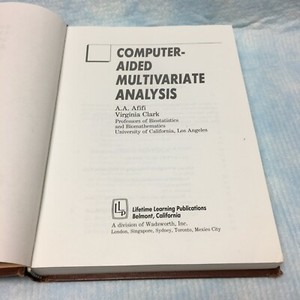 COMPUTER-
AIDED
MULTIVARIATE
ANALYSIS
A.A. Afifi
Virginia Clark
Professors of Biostatistics
and Biomathematics
University of California, Los Angeles
LLP
Lifetime Learning Publications
Belmont, California
A division of Wadsworth, Inc.
London, Singapore, Sydney, Toronto, Mexico City